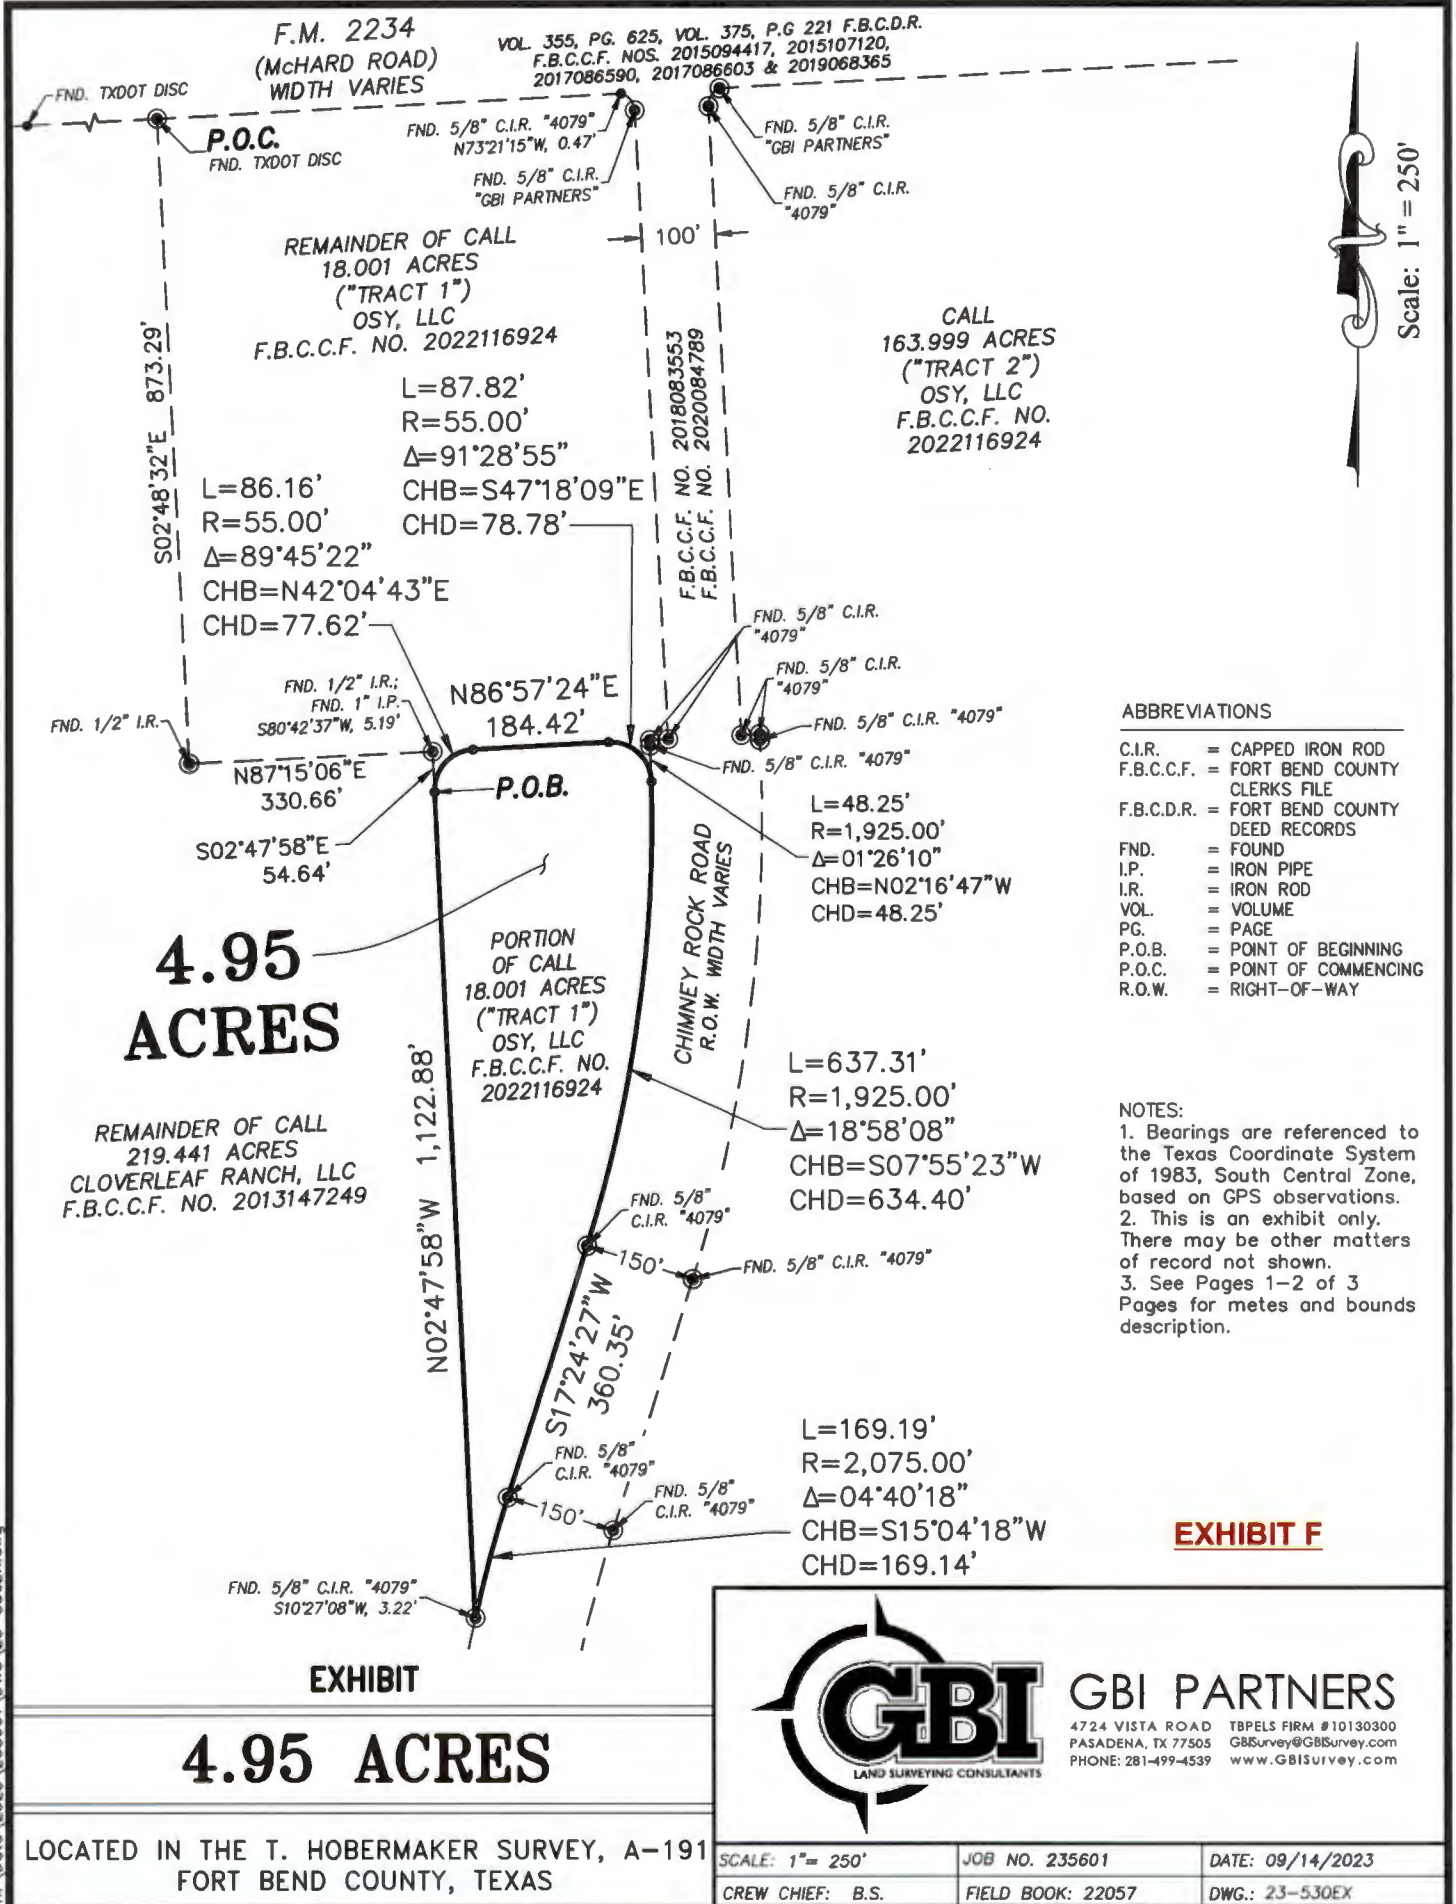 F.M. 2234
(McHARD ROAD)
WIDTH VARIES
VOL. 355, PG. 625, VOL. 375, P.G 221 F.B.C.D.R.
F.B.C.C.F. NOS. 2015094417, 2015107120,
2017086590, 2017086603 & 2019068365
FND. TXDOT DISC
P.O.C.
FND. TXDOT DISC
FND. 5/8" C.I.R. "4079"
N73°21'15"W, 0.47'
FND. 5/8" C.I.R.
"GBI PARTNERS"
FND. 5/8" C.I.R.
"GBI PARTNERS"
FND. 5/8" C.I.R.
"4079"
100'
Scale: 1" = 250'
REMAINDER OF CALL
18.001 ACRES
("TRACT 1")
OSY, LLC
F.B.C.C.F. NO. 2022116924
CALL
163.999 ACRES
("TRACT 2")
OSY, LLC
F.B.C.C.F. NO.
2022116924
S02°48'32"E 873.29'
F.B.C.C.F. NO. 2018083553
F.B.C.C.F. NO. 2020084789
L=87.82'
R=55.00'
Δ=91°28'55"
CHB=S47°18'09"E
CHD=78.78'
L=86.16'
R=55.00'
Δ=89°45'22"
CHB=N42°04'43"E
CHD=77.62'
FND. 5/8" C.I.R.
"4079"
FND. 5/8" C.I.R.
"4079"
FND. 5/8" C.I.R. "4079"
FND. 5/8" C.I.R. "4079"
FND. 1/2" I.R.;
FND. 1" I.P.
S80°42'37"W, 5.19'
FND. 1/2" I.R.
N86°57'24"E
184.42'
N87°15'06"E
330.66'
P.O.B.
S02°47'58"E
54.64'
L=48.25'
R=1,925.00'
Δ=01°26'10"
CHB=N02°16'47"W
CHD=48.25'
ABBREVIATIONS
C.I.R. = CAPPED IRON ROD
F.B.C.C.F. = FORT BEND COUNTY
CLERKS FILE
F.B.C.D.R. = FORT BEND COUNTY
DEED RECORDS
FND. = FOUND
I.P. = IRON PIPE
I.R. = IRON ROD
VOL. = VOLUME
PG. = PAGE
P.O.B. = POINT OF BEGINNING
P.O.C. = POINT OF COMMENCING
R.O.W. = RIGHT-OF-WAY
4.95
ACRES
PORTION
OF CALL
18.001 ACRES
("TRACT 1")
OSY, LLC
F.B.C.C.F. NO.
2022116924
CHIMNEY ROCK ROAD
R.O.W. WIDTH VARIES
REMAINDER OF CALL
219.441 ACRES
CLOVERLEAF RANCH, LLC
F.B.C.C.F. NO. 2013147249
N02°47'58"W 1,122.88'
L=637.31'
R=1,925.00'
Δ=18°58'08"
CHB=S07°55'23"W
CHD=634.40'
NOTES:
1. Bearings are referenced to
the Texas Coordinate System
of 1983, South Central Zone,
based on GPS observations.
2. This is an exhibit only.
There may be other matters
of record not shown.
3. See Pages 1-2 of 3
Pages for metes and bounds
description.
FND. 5/8"
C.I.R. "4079"
150'
FND. 5/8" C.I.R. "4079"
S17°24'27"W
360.35'
FND. 5/8"
C.I.R. "4079"
150'
FND. 5/8"
C.I.R. "4079"
L=169.19'
R=2,075.00'
Δ=04°40'18"
CHB=S15°04'18"W
CHD=169.14'
EXHIBIT F
FND. 5/8" C.I.R. "4079"
S10°27'08"W, 3.22'
EXHIBIT
4.95 ACRES
LOCATED IN THE T. HOBERMAKER SURVEY, A-191
FORT BEND COUNTY, TEXAS
GBI
LAND SURVEYING CONSULTANTS
GBI PARTNERS
4724 VISTA ROAD TBPELS FIRM #10130300
PASADENA, TX 77505 GBISurvey@GBISurvey.com
PHONE: 281-499-4539 www.GBISurvey.com
SCALE: 1"= 250' JOB NO. 235601 DATE: 09/14/2023
CREW CHIEF: B.S. FIELD BOOK: 22057 DWG.: 23-530EX